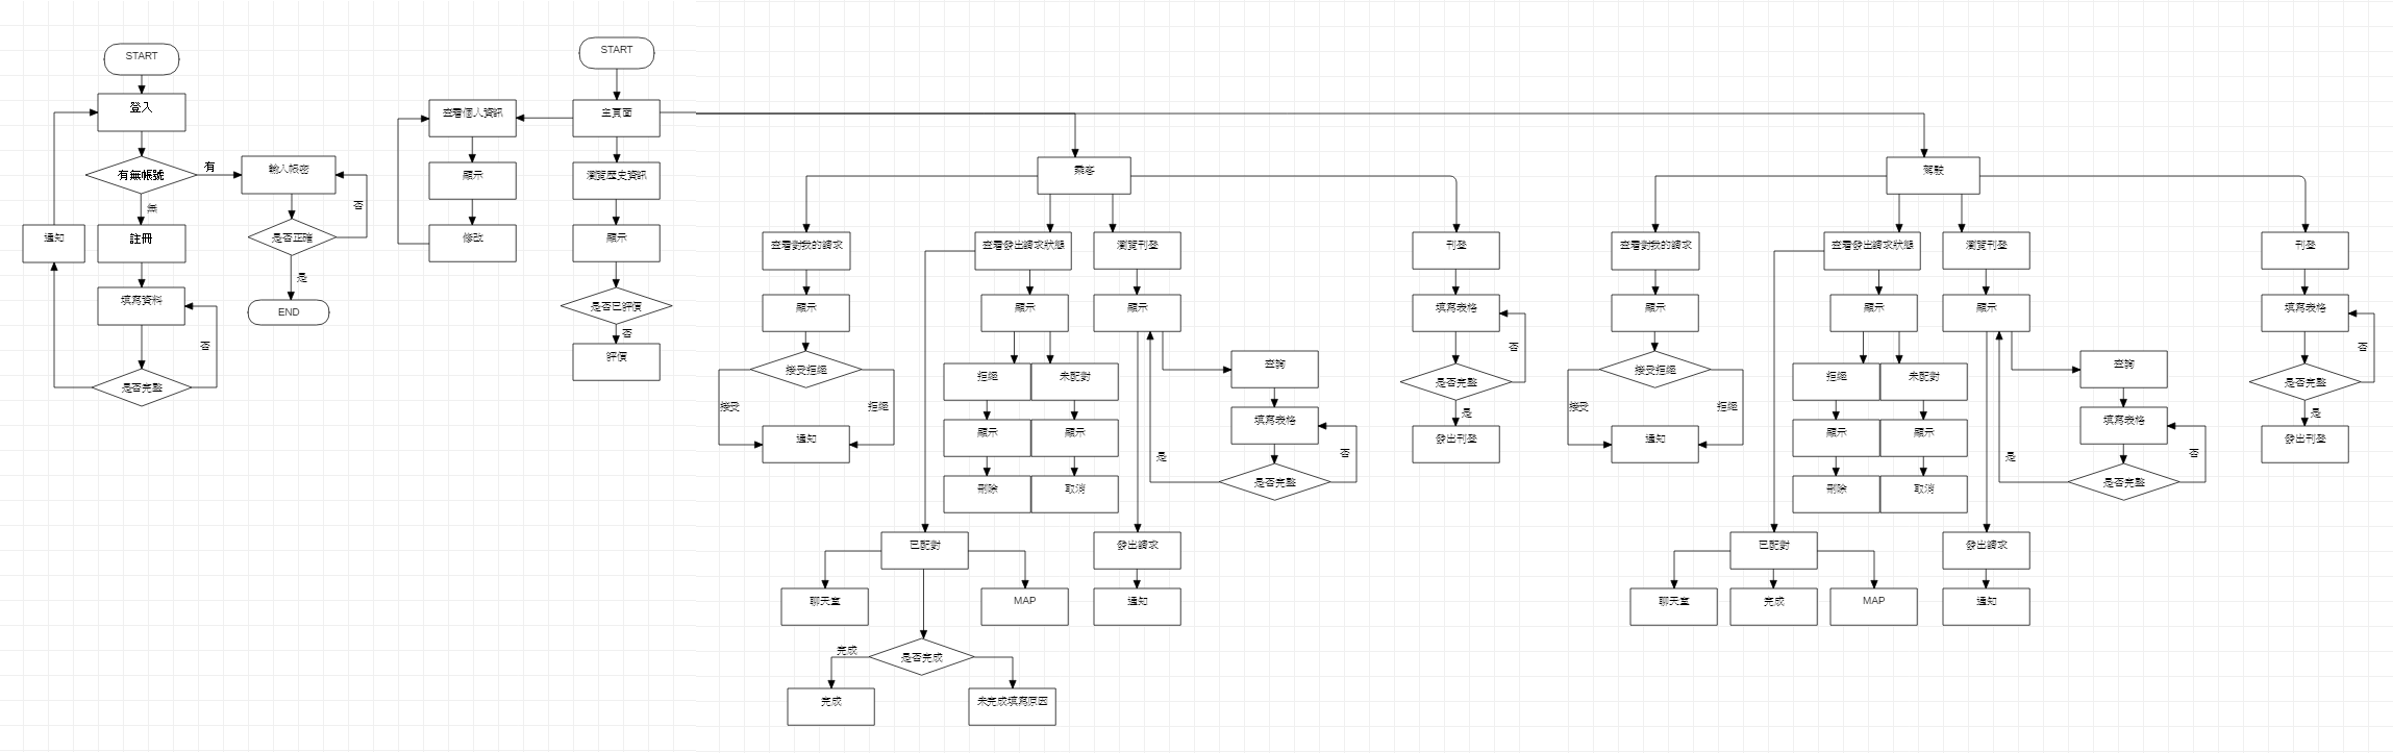 START
登入
有無帳號
有
無
輸入帳密
否
是否正確
是
END
通知
註冊
填寫資料
否
是否完整
START
主頁面
查看個人資訊
顯示
修改
瀏覽歷史資訊
顯示
是否已評價
否
評價
乘客
查看對我的請求
顯示
接受拒絕
接受
拒絕
通知
查看發出請求狀態
顯示
拒絕
未配對
顯示
顯示
刪除
取消
已配對
聊天室
MAP
是否完成
完成
完成
未完成填寫原因
瀏覽刊登
顯示
查詢
填寫表格
否
是否完整
是
發出請求
通知
刊登
填寫表格
否
是否完整
是
發出刊登
駕駛
查看對我的請求
顯示
接受拒絕
接受
拒絕
通知
查看發出請求狀態
顯示
拒絕
未配對
顯示
顯示
刪除
取消
已配對
聊天室
完成
MAP
瀏覽刊登
顯示
查詢
填寫表格
否
是否完整
是
發出請求
通知
刊登
填寫表格
否
是否完整
是
發出刊登